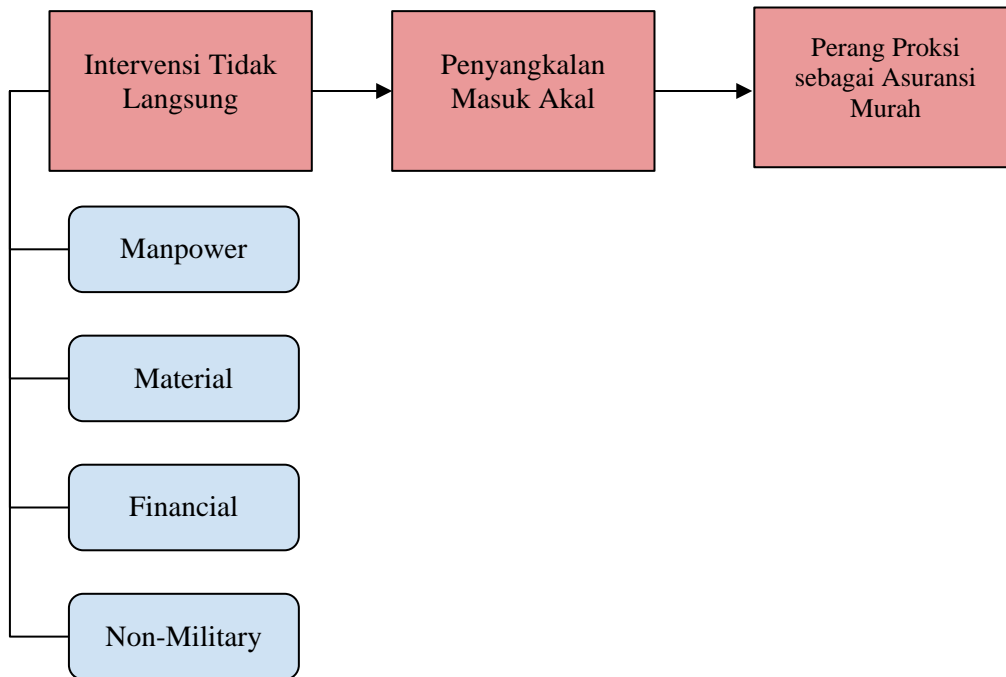 Intervensi Tidak
Langsung
Penyangkalan
Masuk Akal
Perang Proksi
sebagai Asuransi
Murah
Manpower
Material
Financial
Non-Military